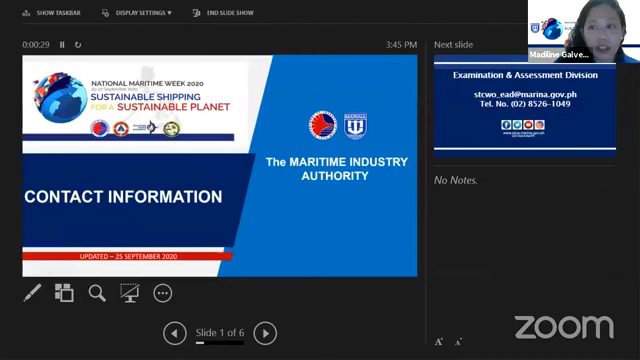 SHOW TASKBAR
DISPLAY SETTINGS ▾
END SLIDE SHOW
0:00:29
3:45 PM
NATIONAL MARITIME WEEK 2020
SUSTAINABLE SHIPPING
FOR A SUSTAINABLE PLANET
The MARITIME INDUSTRY
AUTHORITY
CONTACT INFORMATION
UPDATED – 25 SEPTEMBER 2020
Slide 1 of 6
Next slide
Madiline Galve...
Examination & Assessment Division
stcwo_ead@marina.gov.ph
Tel. No. (02) 8526-1049
No Notes.
A
A
zoom